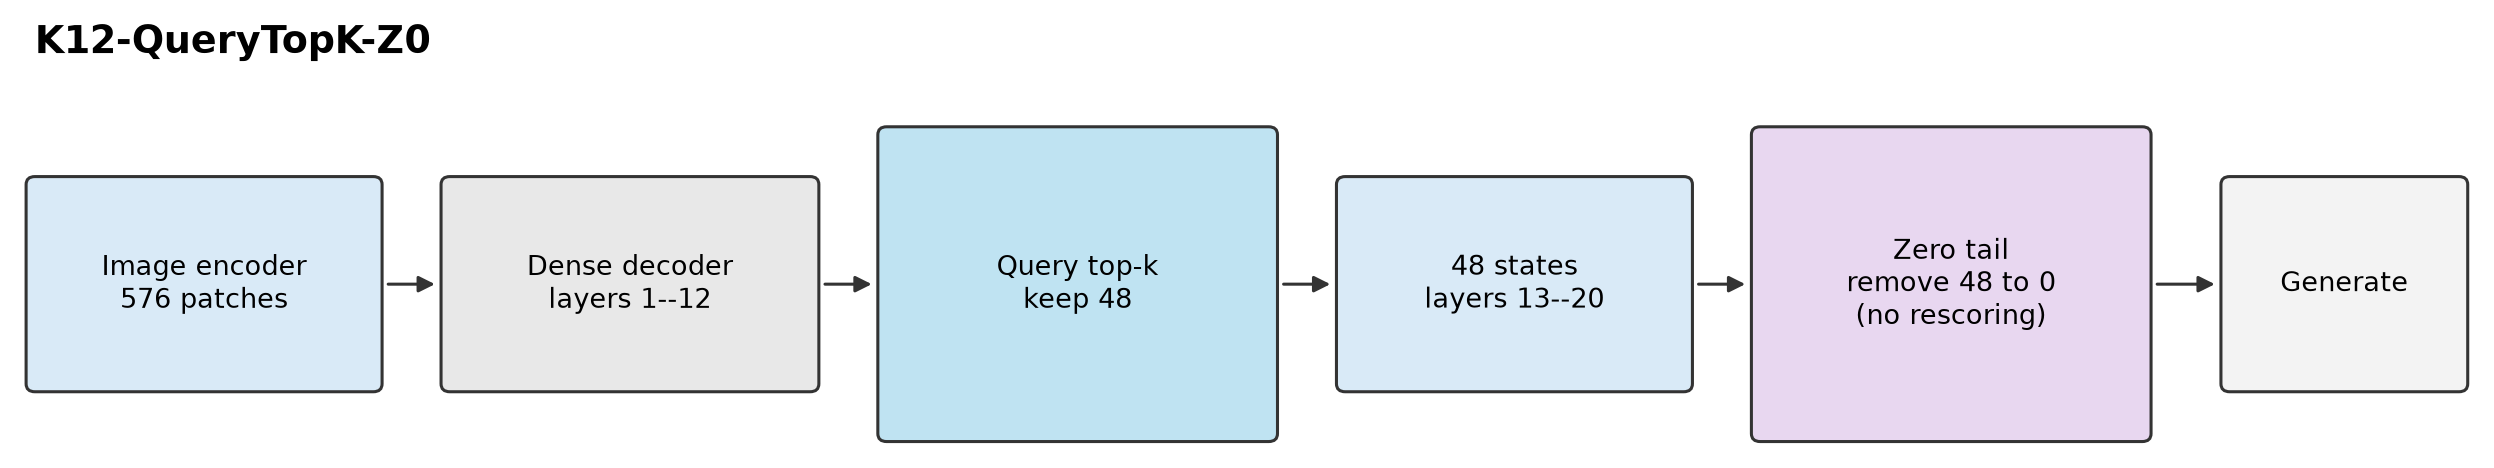 K12-QueryTopK-Z0
Image encoder
576 patches
Dense decoder
layers 1--12
Query top-k
keep 48
48 states
layers 13--20
Zero tail
remove 48 to 0
(no rescoring)
Generate